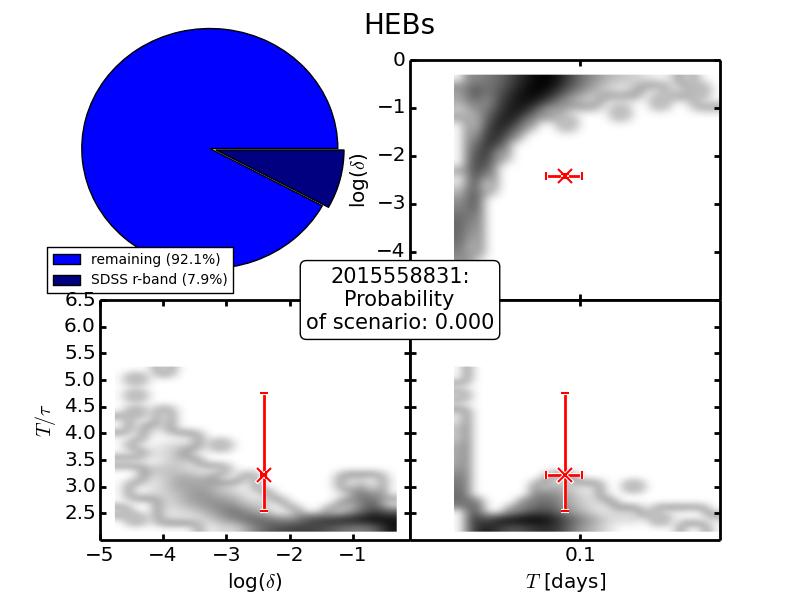 HEBs
remaining (92.1%)
SDSS r-band (7.9%)
0
−1
−2
−3
−4
log(δ)
2015558831:
Probability
of scenario: 0.000
6.5
6.0
5.5
5.0
4.5
4.0
3.5
3.0
2.5
T/τ
−5 −4 −3 −2 −1
log(δ)
0.1
T [days]